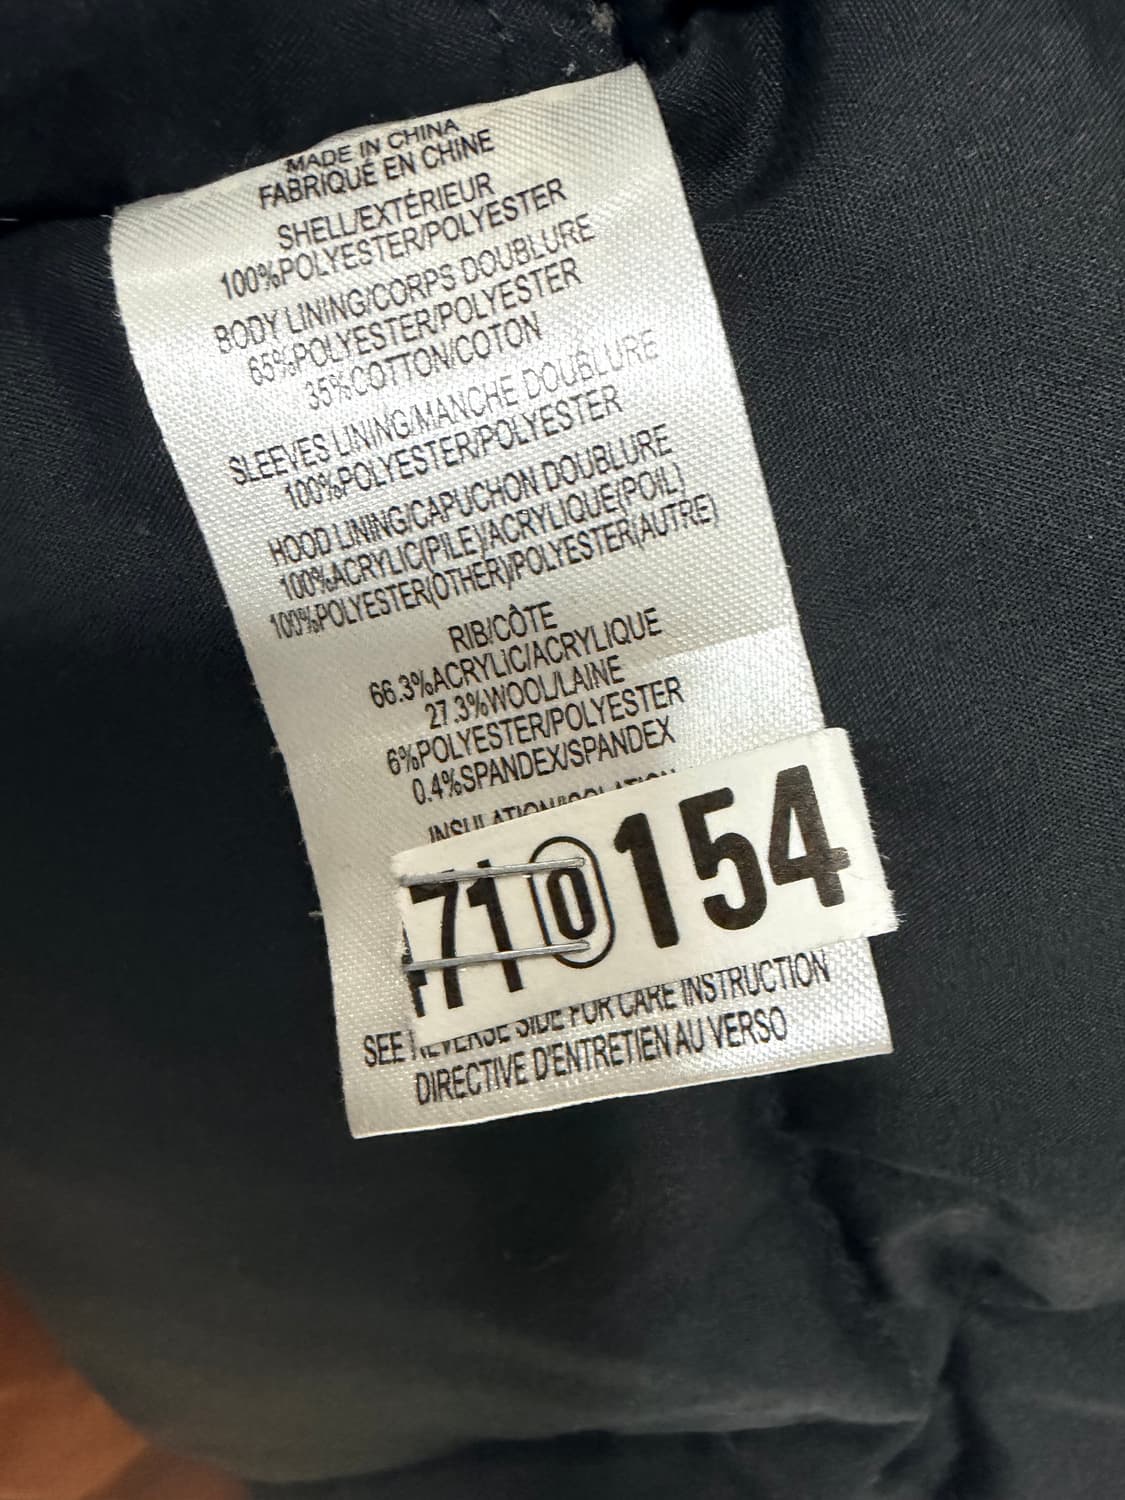 MADE IN CHINA
FABRIQUÉ EN CHINE
SHELL/EXTÉRIEUR
100%POLYESTER/POLYESTER
BODY LINING/CORPS DOUBLURE
65%POLYESTER/POLYESTER
35%COTTON/COTON
SLEEVES LINING/MANCHE DOUBLURE
100%POLYESTER/POLYESTER
HOOD LINING/CAPUCHON DOUBLURE
100%ACRYLIC(PILE)/ACRYLIQUE(POIL)
100%POLYESTER(OTHER)/POLYESTER(AUTRE)
RIB/CÔTE
66.3%ACRYLIC/ACRYLIQUE
27.3%WOOL/LAINE
6%POLYESTER/POLYESTER
0.4%SPANDEX/SPANDEX
INSULATION/ISOLATION
71 0 154
SEE REVERSE SIDE FOR CARE INSTRUCTION
DIRECTIVE D'ENTRETIEN AU VERSO